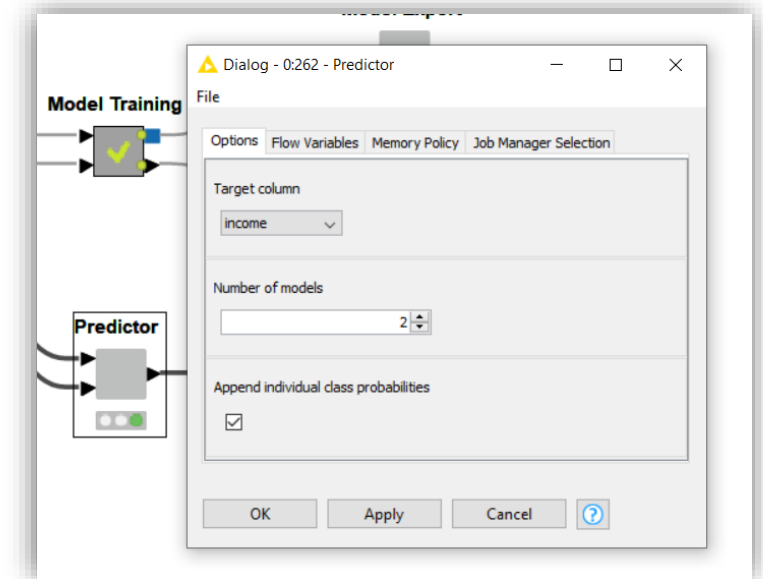 Dialog - 0:262 - Predictor
File
Model Training
Options Flow Variables Memory Policy Job Manager Selection
Target column
income
Number of models
2
Predictor
Append individual class probabilities
OK Apply Cancel ?